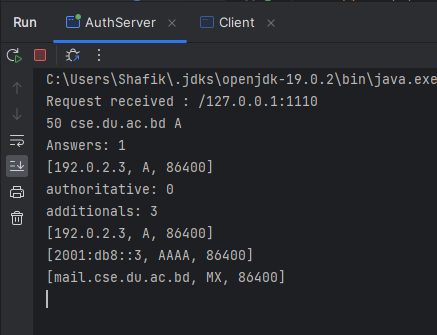 Run AuthServer Client
C:\Users\Shafik\.jdks\openjdk-19.0.2\bin\java.exe
Request received : /127.0.0.1:1110
50 cse.du.ac.bd A
Answers: 1
[192.0.2.3, A, 86400]
authoritative: 0
additionals: 3
[192.0.2.3, A, 86400]
[2001:db8::3, AAAA, 86400]
[mail.cse.du.ac.bd, MX, 86400]